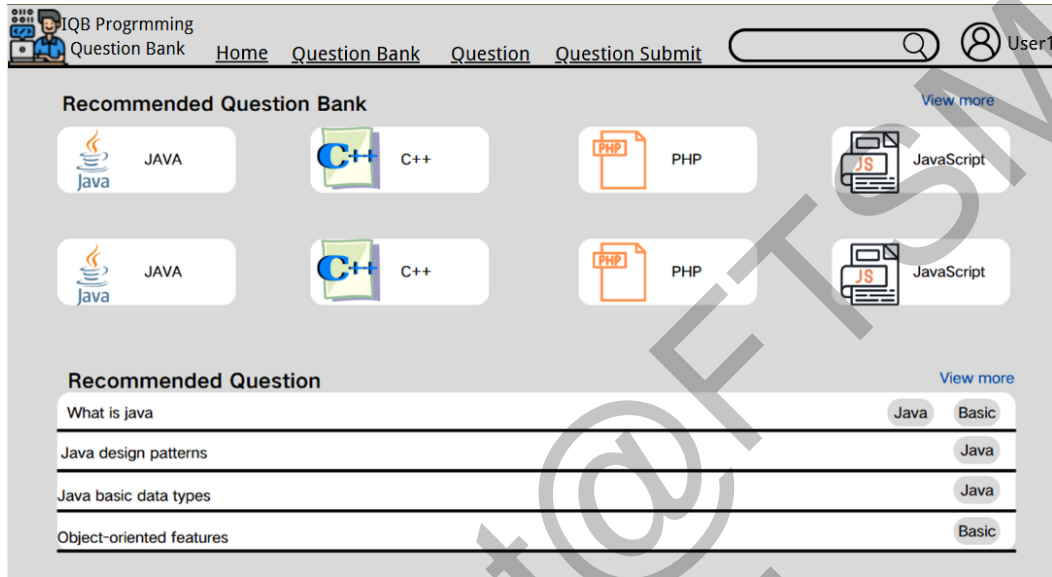 IQB Progrmming
Question Bank
Home Question Bank Question Question Submit
User1
Recommended Question Bank View more
Java JAVA C++ C++ PHP PHP JS JavaScript
Java JAVA C++ C++ PHP PHP JS JavaScript
Recommended Question View more
What is java Java Basic
Java design patterns Java
Java basic data types Java
Object-oriented features Basic
@FTSM